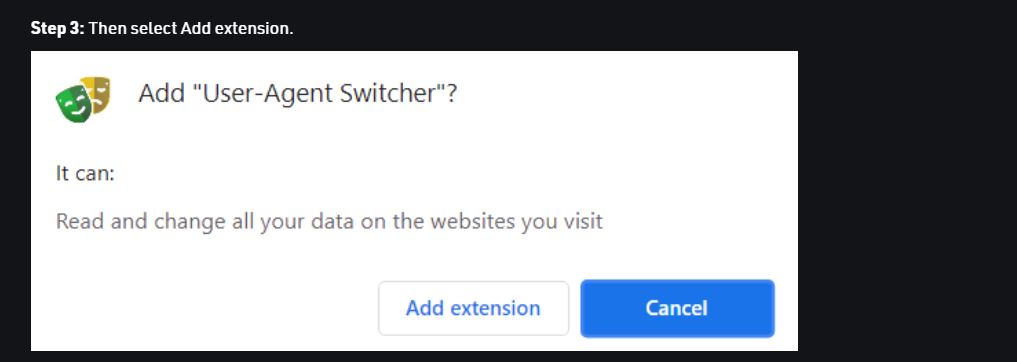 Step 3: Then select Add extension.
Add "User-Agent Switcher"?
It can:
Read and change all your data on the websites you visit
Add extension
Cancel